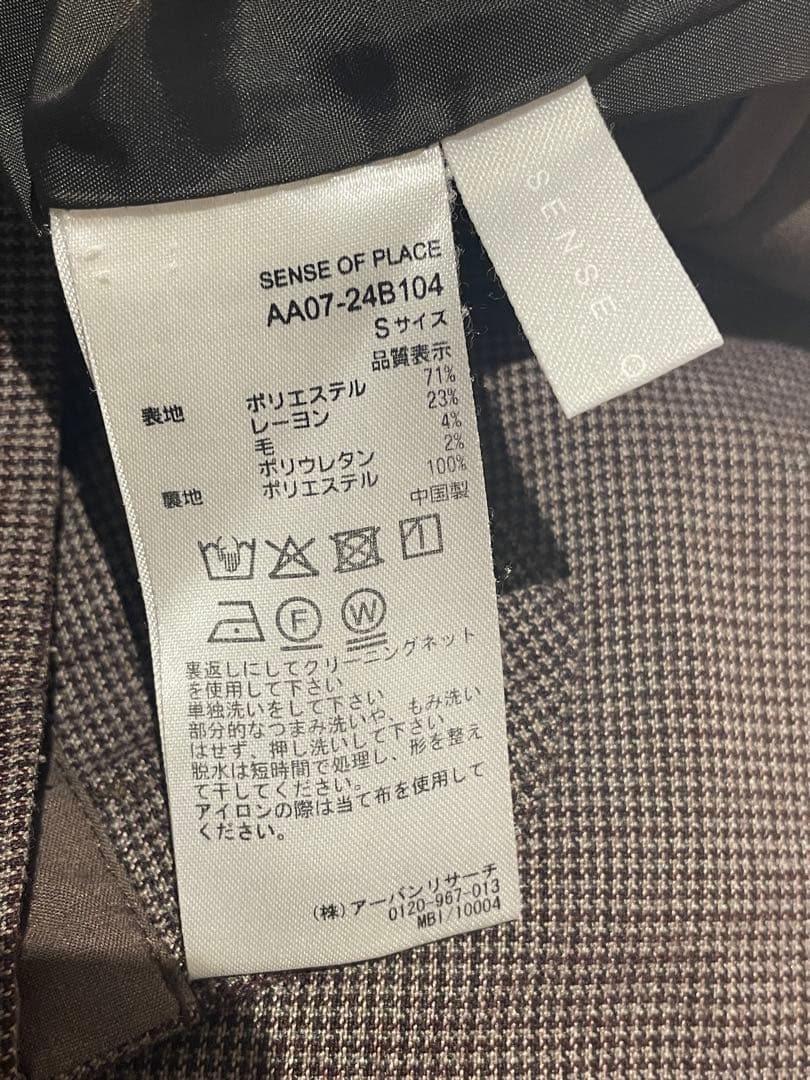 SENSE OF PLACE
AA07-24B104
Sサイズ
品質表示
表地 ポリエステル 71%
レーヨン 23%
毛 4%
ポリウレタン 2%
裏地 ポリエステル 100%
中国製
F W
裏返しにしてクリーニングネット
を使用して下さい
単独洗いをして下さい
部分的なつまみ洗いや、もみ洗い
はせず、押し洗いして下さい
脱水は短時間で処理し、形を整え
て干してください。
アイロンの際は当て布を使用して
ください。
(株)アーバンリサーチ
0120-967-013
MBI/10004
SENSE O